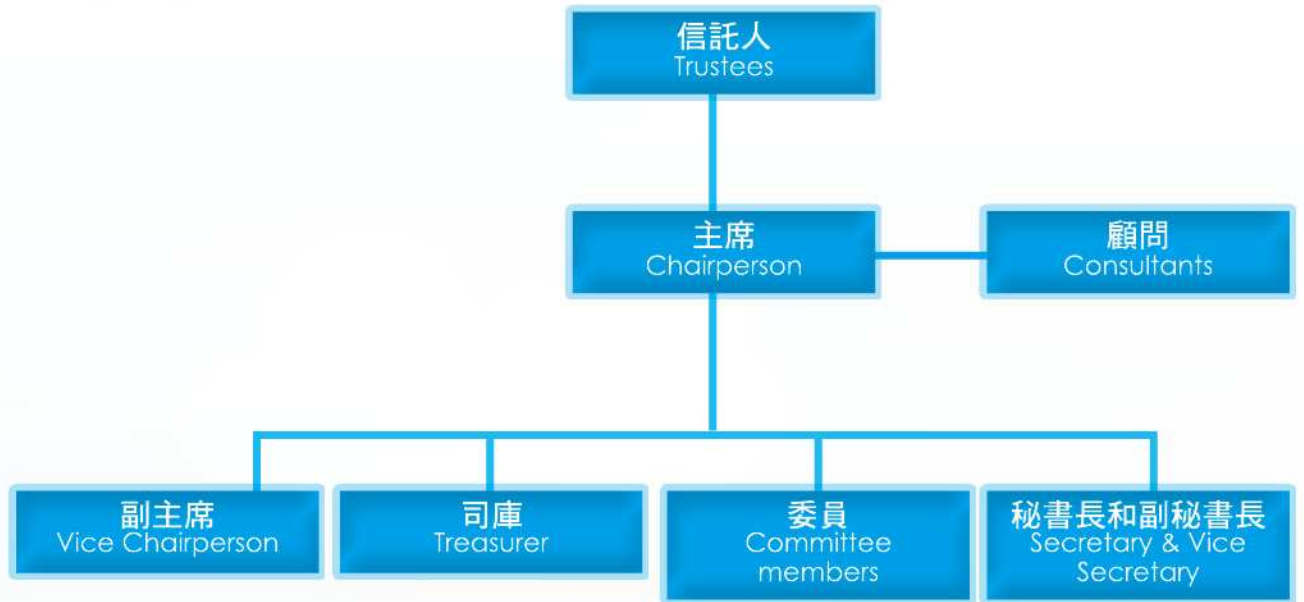 信託人
Trustees
主席
Chairperson
顧問
Consultants
副主席
Vice Chairperson
司庫
Treasurer
委員
Committee
members
秘書長和副秘書長
Secretary & Vice
Secretary